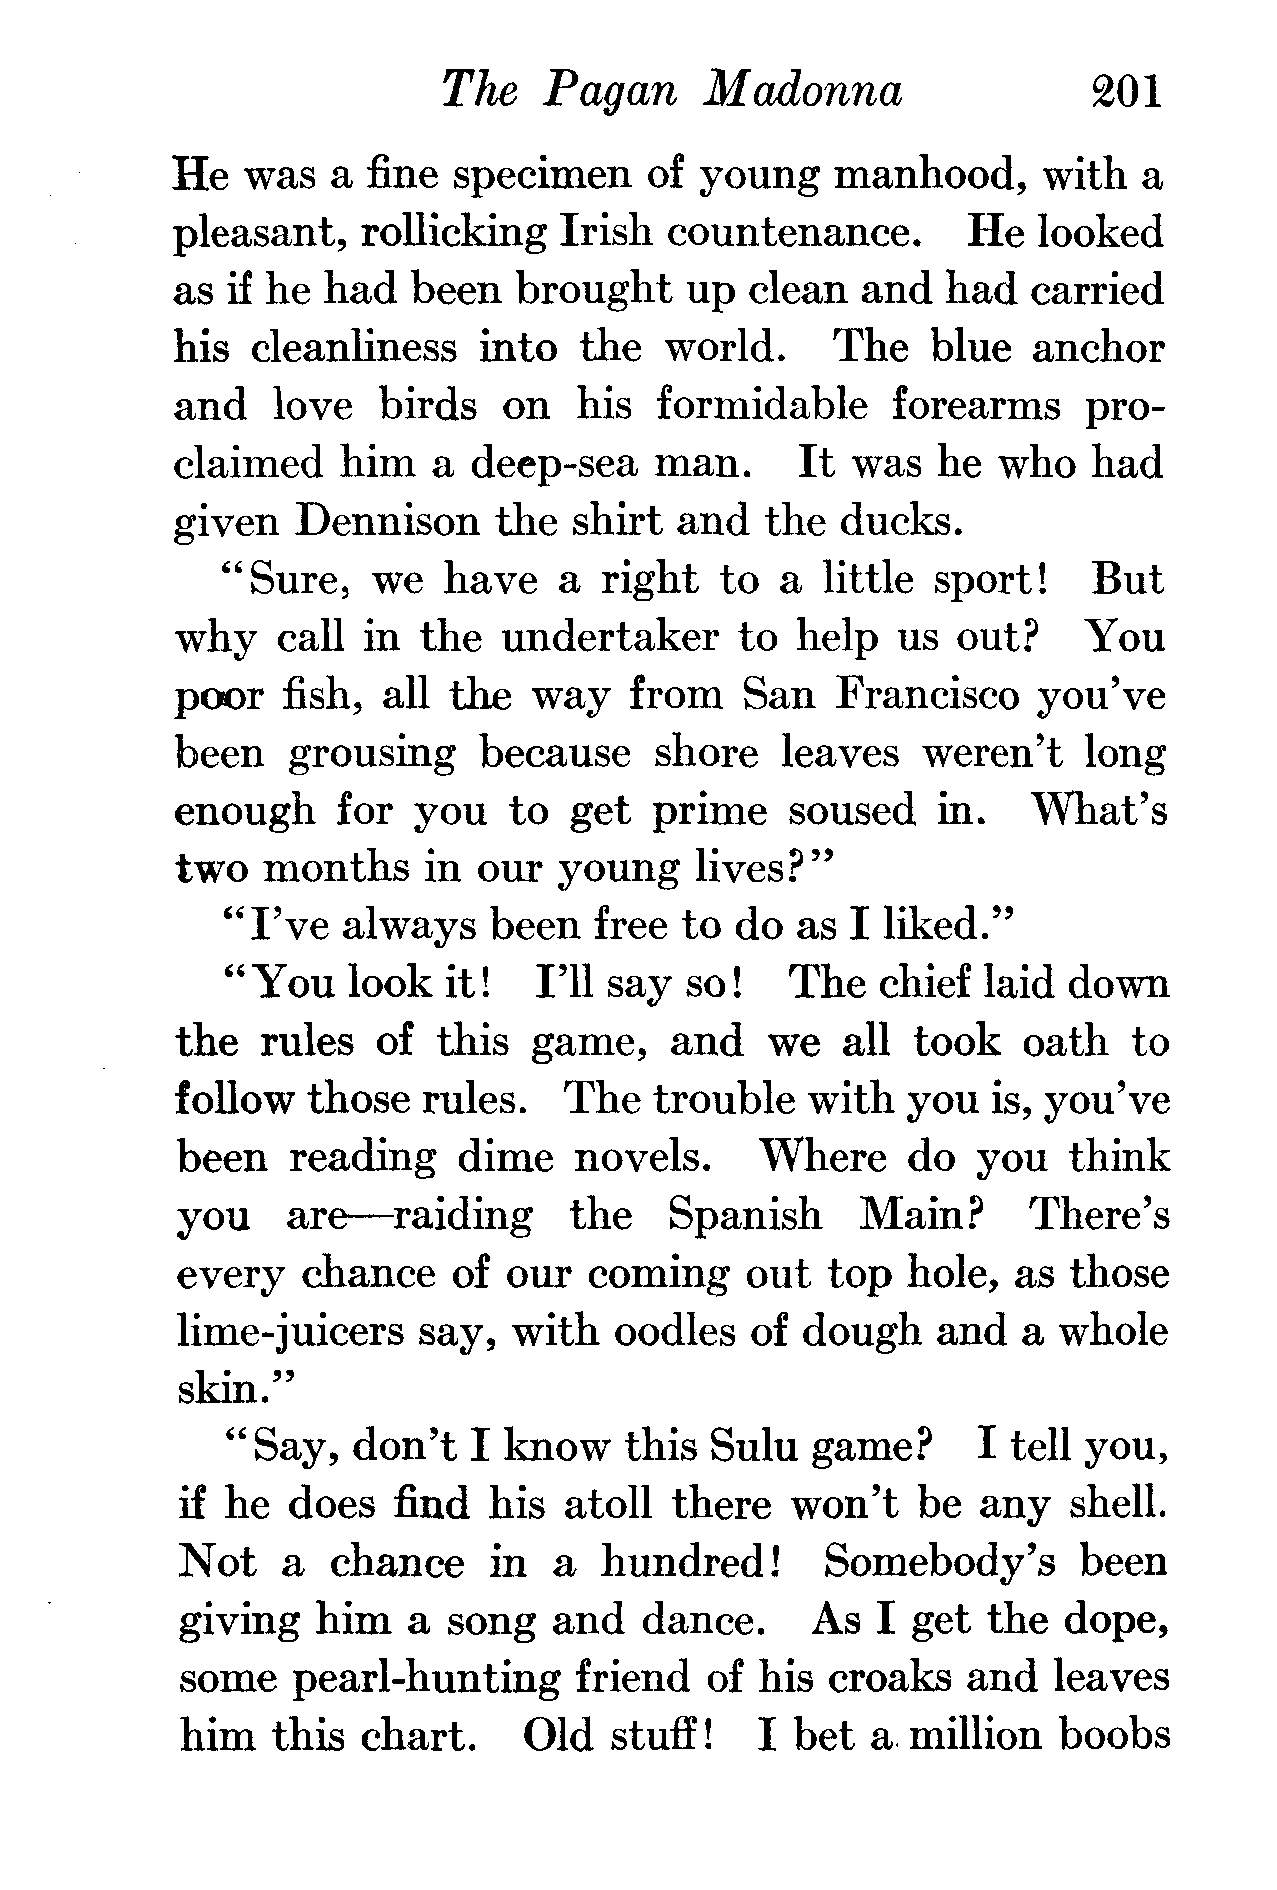 The Pagan Madonna 201
He was a fine specimen of young manhood, with a
pleasant, rollicking Irish countenance. He looked
as if he had been brought up clean and had carried
his cleanliness into the world. The blue anchor
and love birds on his formidable forearms pro-
claimed him a deep-sea man. It was he who had
given Dennison the shirt and the ducks.
“Sure, we have a right to a little sport! But
why call in the undertaker to help us out? You
poor fish, all the way from San Francisco you’ve
been grousing because shore leaves weren’t long
enough for you to get prime soused in. What’s
two months in our young lives?”
“I’ve always been free to do as I liked.”
“You look it! I’ll say so! The chief laid down
the rules of this game, and we all took oath to
follow those rules. The trouble with you is, you’ve
been reading dime novels. Where do you think
you are—raiding the Spanish Main? There’s
every chance of our coming out top hole, as those
lime-juicers say, with oodles of dough and a whole
skin.”
“Say, don’t I know this Sulu game? I tell you,
if he does find his atoll there won’t be any shell.
Not a chance in a hundred! Somebody’s been
giving him a song and dance. As I get the dope,
some pearl-hunting friend of his croaks and leaves
him this chart. Old stuff! I bet a million boobs